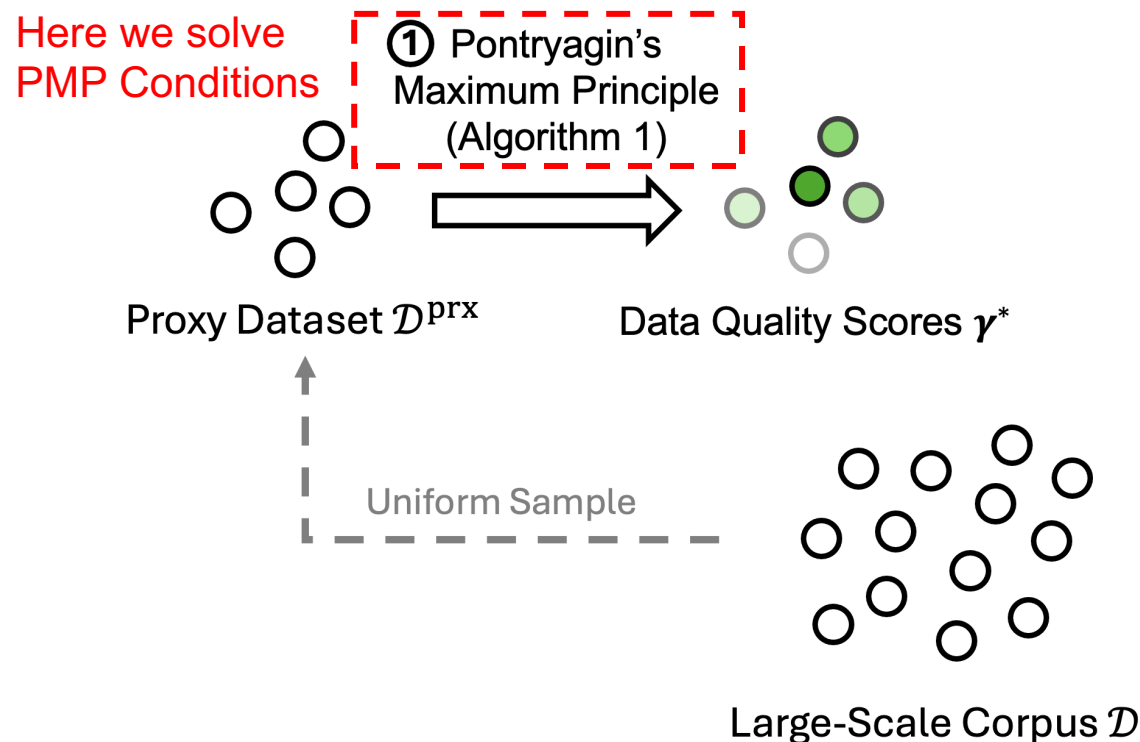 Here we solve
PMP Conditions
① Pontryagin's
Maximum Principle
(Algorithm 1)
Proxy Dataset 𝒟ᵖʳˣ
Data Quality Scores 𝜸*
Uniform Sample
Large-Scale Corpus 𝒟